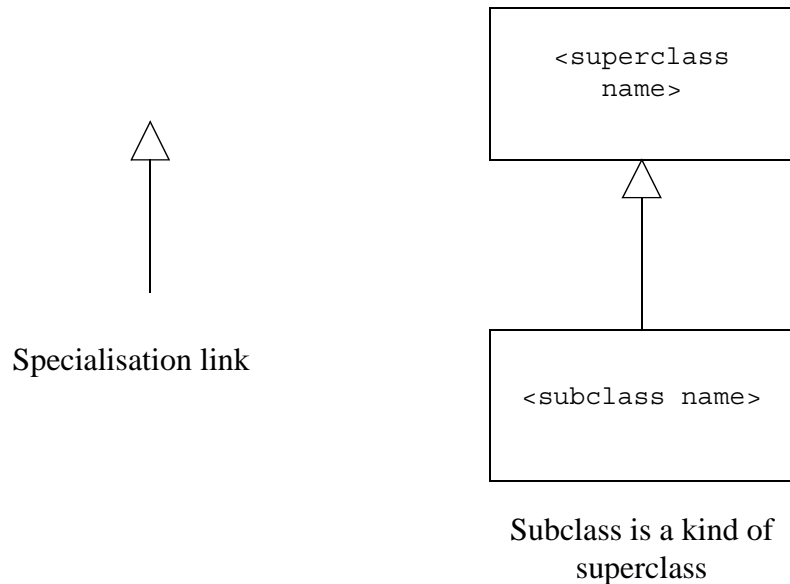 <superclass
name>
Specialisation link
<subclass name>
Subclass is a kind of
superclass